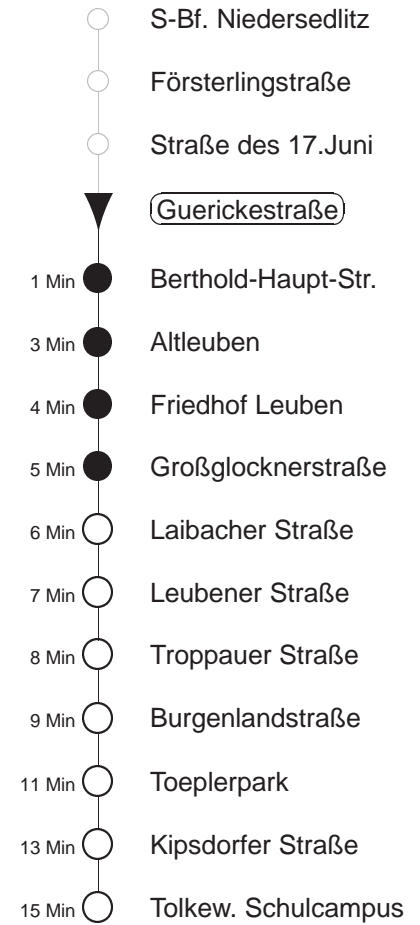 S-Bf. Niedersedlitz
Försterlingstraße
Straße des 17.Juni
Guerickestraße
1 Min Berthold-Haupt-Str.
3 Min Altleuben
4 Min Friedhof Leuben
5 Min Großglocknerstraße
6 Min Laibacher Straße
7 Min Leubener Straße
8 Min Troppauer Straße
9 Min Burgenlandstraße
11 Min Toeplerpark
13 Min Kipsdorfer Straße
15 Min Tolkew. Schulcampus